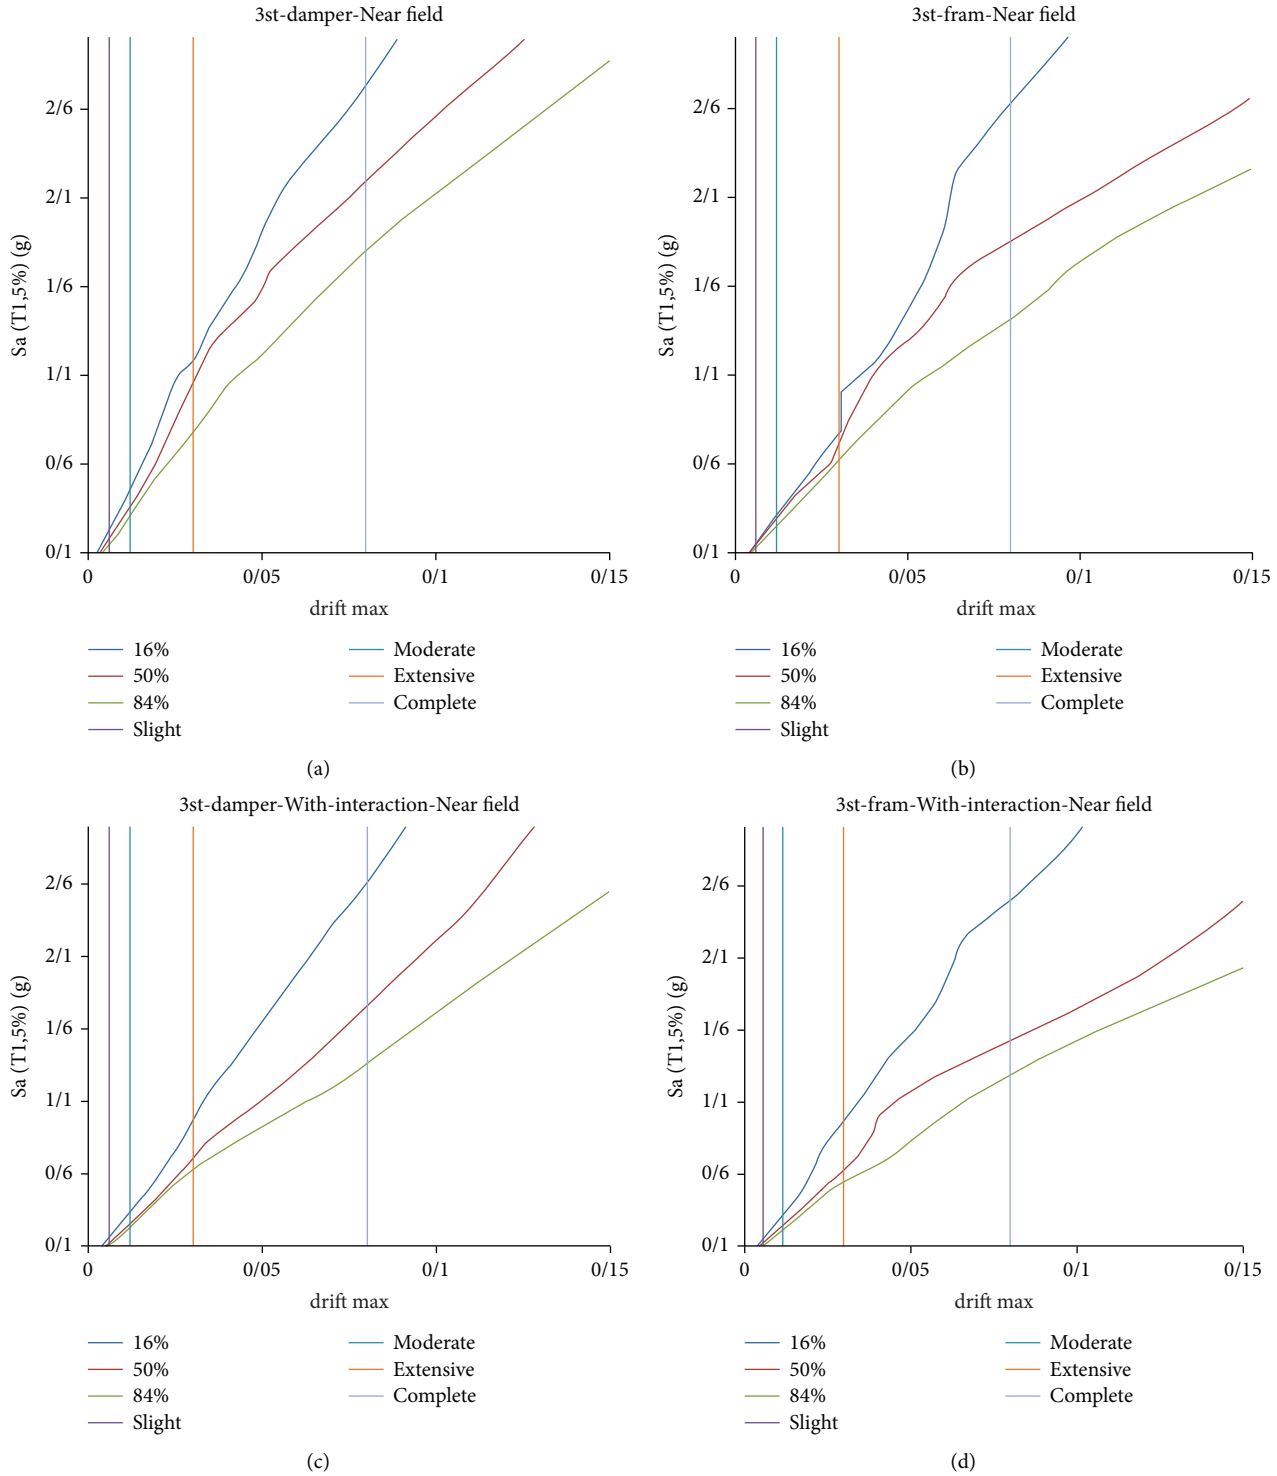 3st-damper-Near field
Sa (T1,5%) (g)
2/6
2/1
1/6
1/1
0/6
0/1
0
0/05
0/1
0/15
drift max
16%
50%
84%
Slight
Moderate
Extensive
Complete
(a)
3st-fram-Near field
Sa (T1,5%) (g)
2/6
2/1
1/6
1/1
0/6
0/1
0
0/05
0/1
0/15
drift max
16%
50%
84%
Slight
Moderate
Extensive
Complete
(b)
3st-damper-With-interaction-Near field
Sa (T1,5%) (g)
2/6
2/1
1/6
1/1
0/6
0/1
0
0/05
0/1
0/15
drift max
16%
50%
84%
Slight
Moderate
Extensive
Complete
(c)
3st-fram-With-interaction-Near field
Sa (T1,5%) (g)
2/6
2/1
1/6
1/1
0/6
0/1
0
0/05
0/1
0/15
drift max
16%
50%
84%
Slight
Moderate
Extensive
Complete
(d)